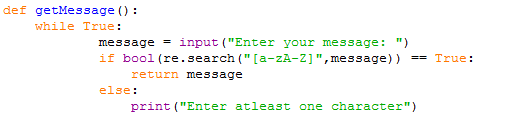 def getMessage():
    while True:
            message = input("Enter your message: ")
            if bool(re.search("[a-zA-Z]",message)) == True:
                return message
            else:
                print("Enter atleast one character")